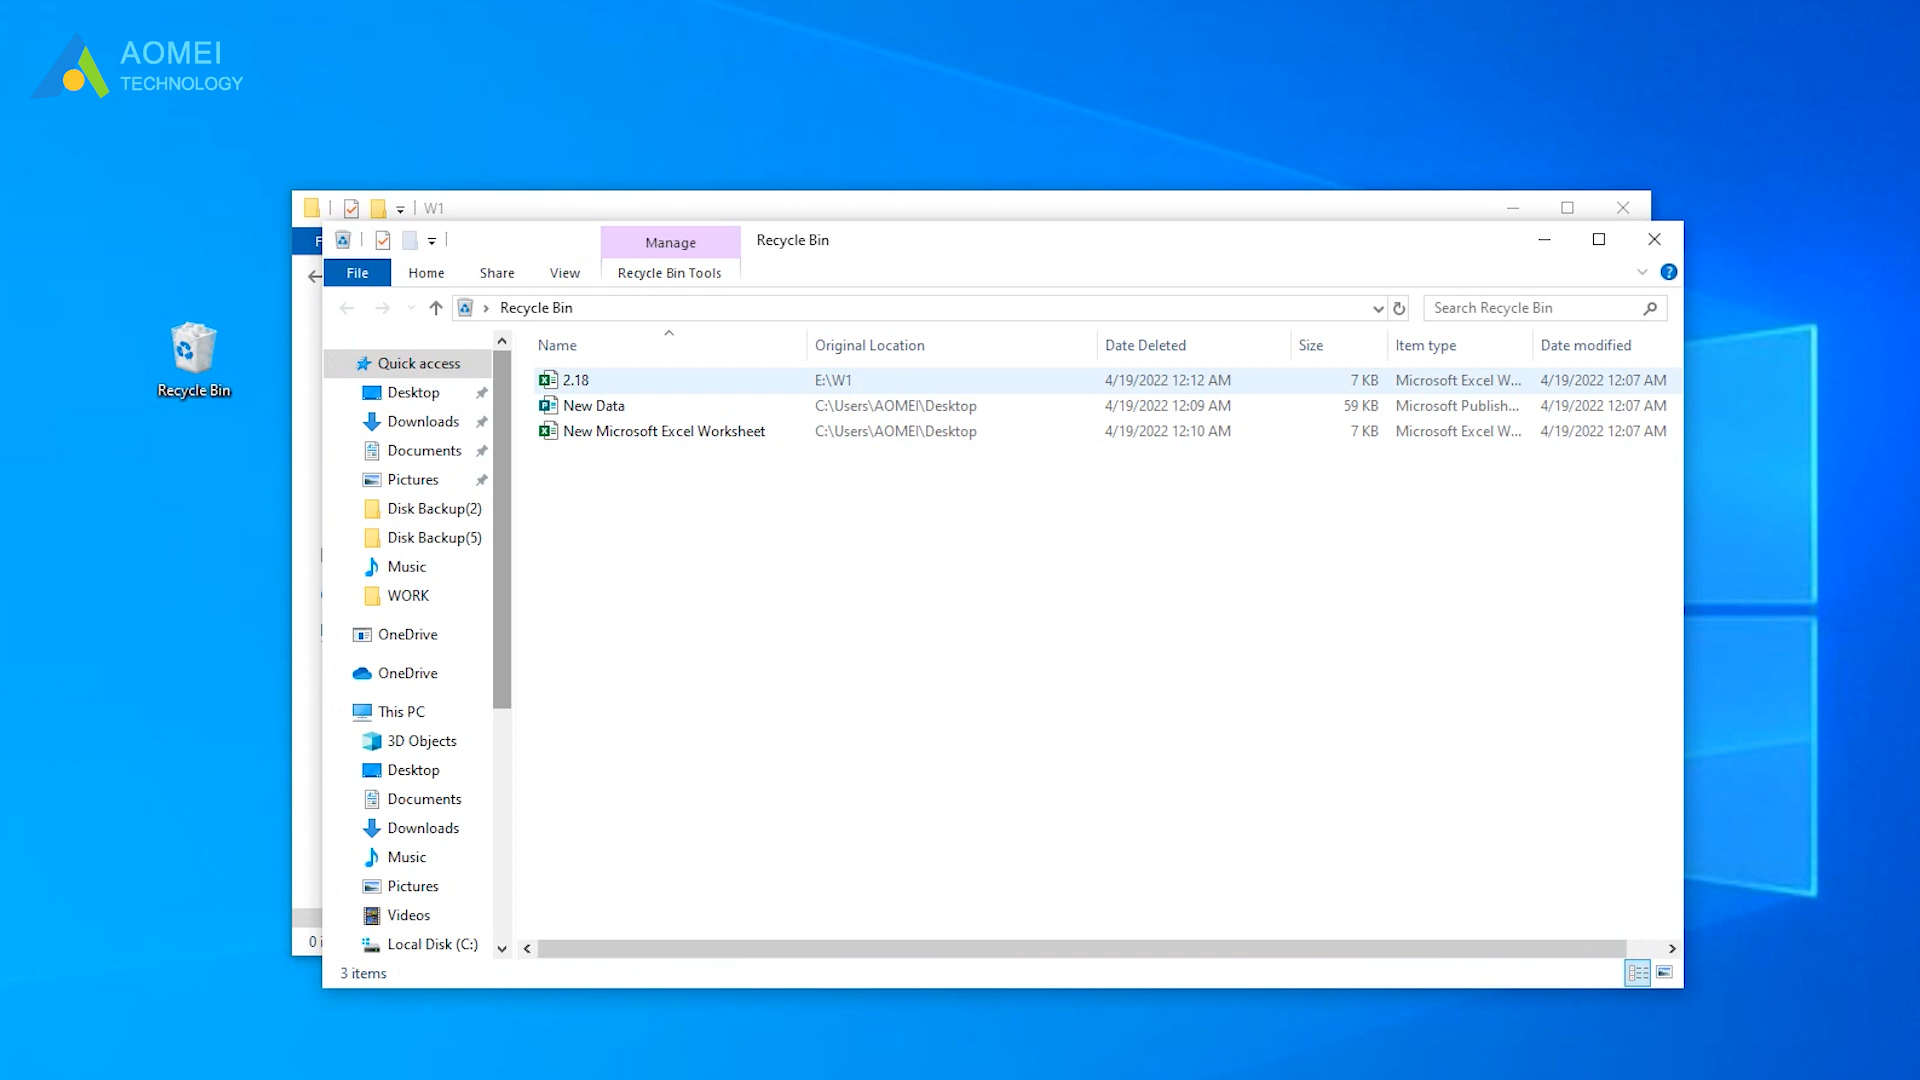 AOMEI
TECHNOLOGY
W1
Manage
Recycle Bin
File
Home
Share
View
Recycle Bin Tools
Recycle Bin
Search Recycle Bin
Recycle Bin
Name
Original Location
Date Deleted
Size
Item type
Date modified
2.18
E:\W1
4/19/2022 12:12 AM
7 KB
Microsoft Excel W...
4/19/2022 12:07 AM
New Data
C:\Users\AOMEI\Desktop
4/19/2022 12:09 AM
59 KB
Microsoft Publish...
4/19/2022 12:07 AM
New Microsoft Excel Worksheet
C:\Users\AOMEI\Desktop
4/19/2022 12:10 AM
7 KB
Microsoft Excel W...
4/19/2022 12:07 AM
Quick access
Desktop
Downloads
Documents
Pictures
Disk Backup(2)
Disk Backup(5)
Music
WORK
OneDrive
OneDrive
This PC
3D Objects
Desktop
Documents
Downloads
Music
Pictures
Videos
Local Disk (C:)
3 items